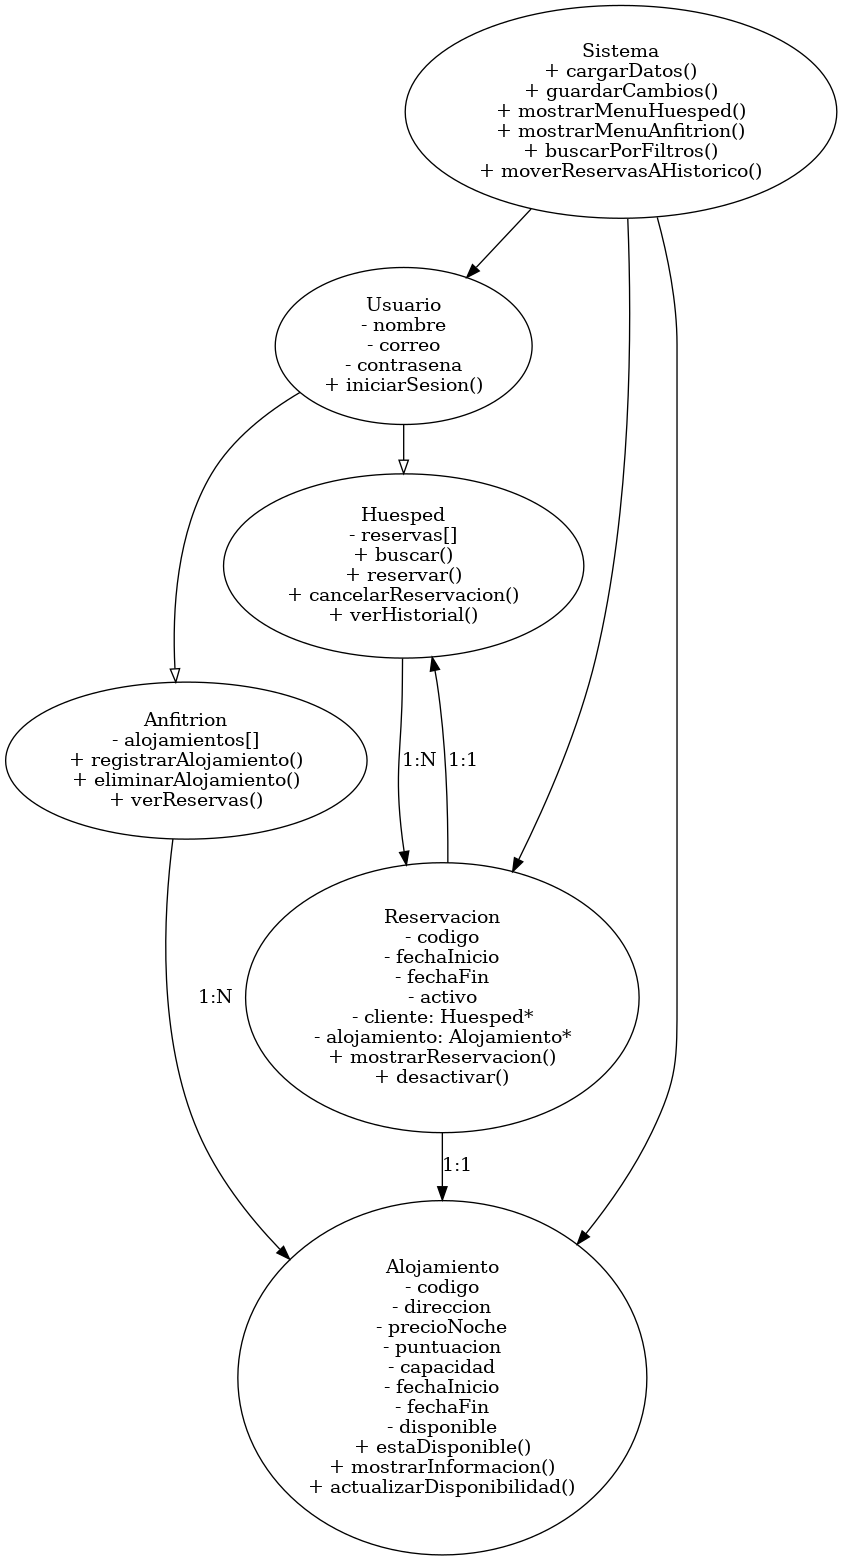 Sistema
+ cargarDatos()
+ guardarCambios()
+ mostrarMenuHuesped()
+ mostrarMenuAnfitrion()
+ buscarPorFiltros()
+ moverReservasAHistorico()
Usuario
- nombre
- correo
- contrasena
+ iniciarSesion()
Huesped
- reservas[]
+ buscar()
+ reservar()
+ cancelarReservacion()
+ verHistorial()
Anfitrion
- alojamientos[]
+ registrarAlojamiento()
+ eliminarAlojamiento()
+ verReservas()
1:N
1:1
Reservacion
- codigo
- fechaInicio
- fechaFin
- activo
- cliente: Huesped*
- alojamiento: Alojamiento*
+ mostrarReservacion()
+ desactivar()
1:N
1:1
Alojamiento
- codigo
- direccion
- precioNoche
- puntuacion
- capacidad
- fechaInicio
- fechaFin
- disponible
+ estaDisponible()
+ mostrarInformacion()
+ actualizarDisponibilidad()